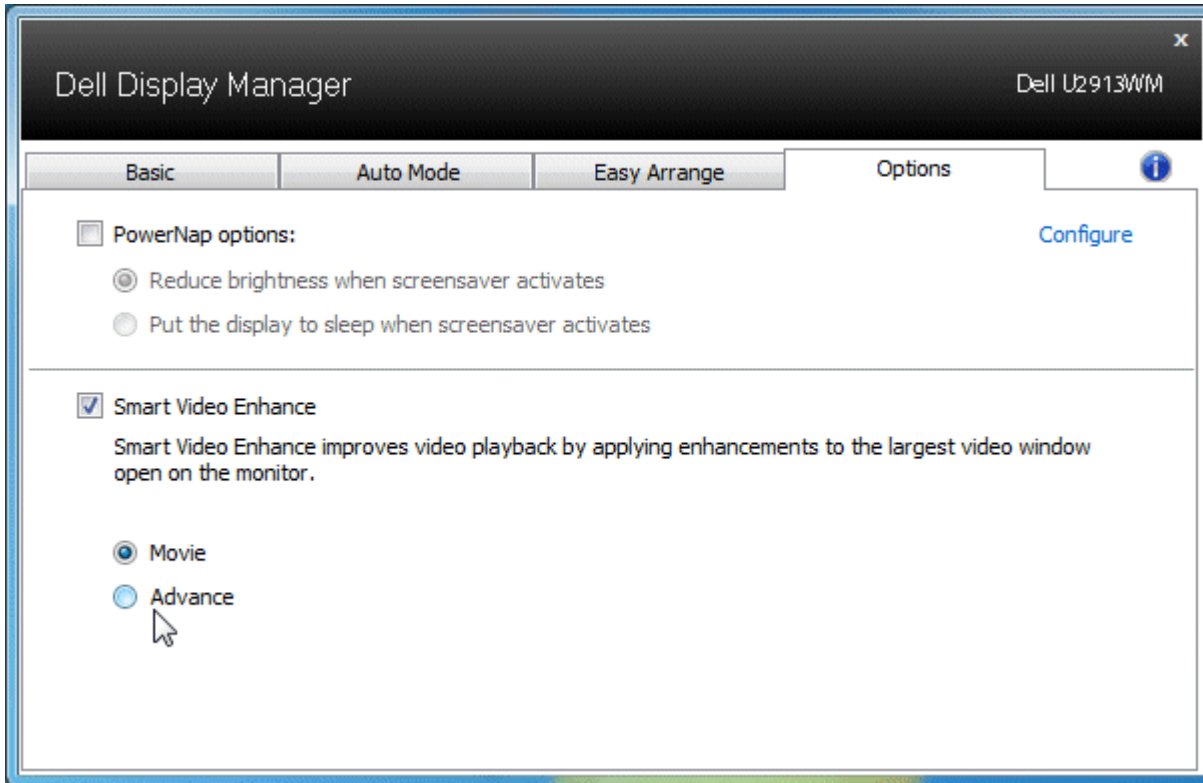 x
Dell Display Manager
Dell U2913WM
Basic
Auto Mode
Easy Arrange
Options
i
PowerNap options:
Configure
Reduce brightness when screensaver activates
Put the display to sleep when screensaver activates
Smart Video Enhance
Smart Video Enhance improves video playback by applying enhancements to the largest video window
open on the monitor.
Movie
Advance